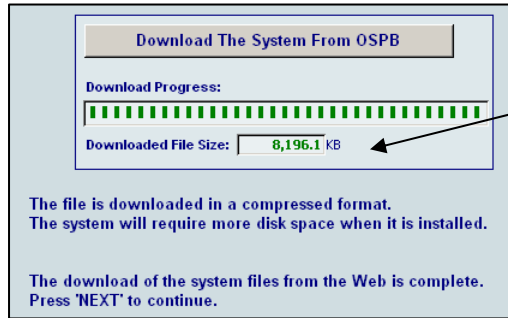 Download The System From OSPB
Download Progress:
Downloaded File Size: 8,196.1 KB
The file is downloaded in a compressed format.
The system will require more disk space when it is installed.
The download of the system files from the Web is complete.
Press 'NEXT' to continue.